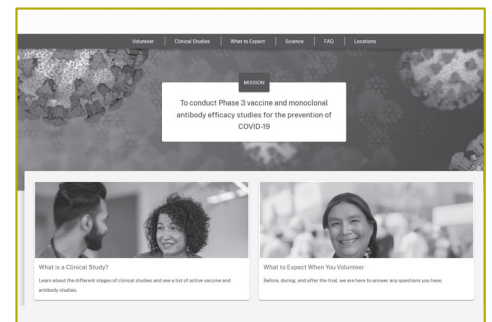 Volunteer Clinical Studies What to Expect Science FAQ Locations
MISSION
To conduct Phase 3 vaccine and monoclonal
antibody efficacy studies for the prevention of
COVID-19
What is a Clinical Study?
Learn about the different stages of clinical studies and see a list of active vaccine and
antibody studies.
What to Expect When You Volunteer
Before, during, and after the trial, we are here to answer any questions you have.